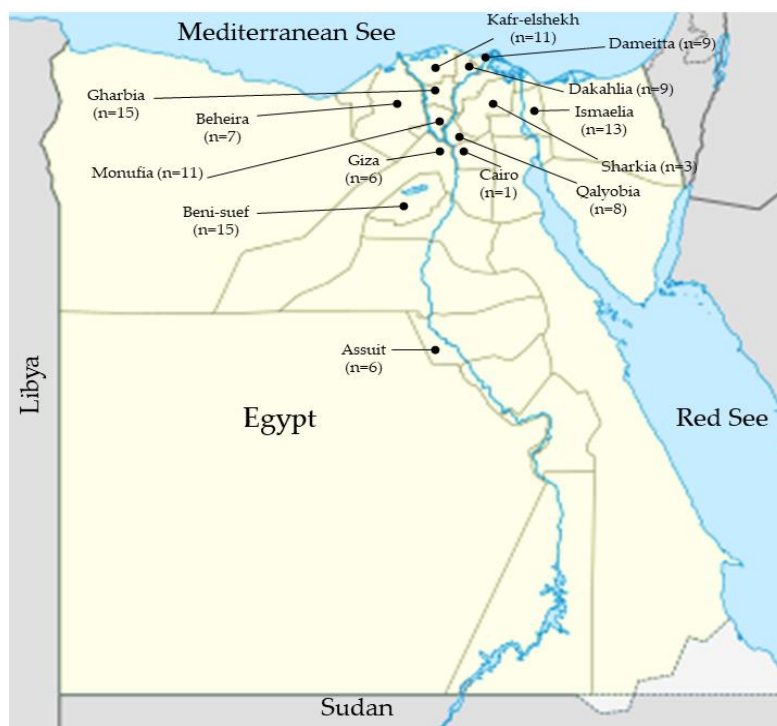 Mediterranean See
Kafr-elshekh
(n=11)
Dameitta (n=9)
Gharbia
(n=15)
Beheira
(n=7)
Dakahlia (n=9)
Ismaelia
(n=13)
Monufia (n=11)
Giza
(n=6)
Cairo
(n=1)
Sharkia (n=3)
Qalyobia
(n=8)
Beni-suef
(n=15)
Assuit
(n=6)
Libya
Egypt
Red See
Sudan